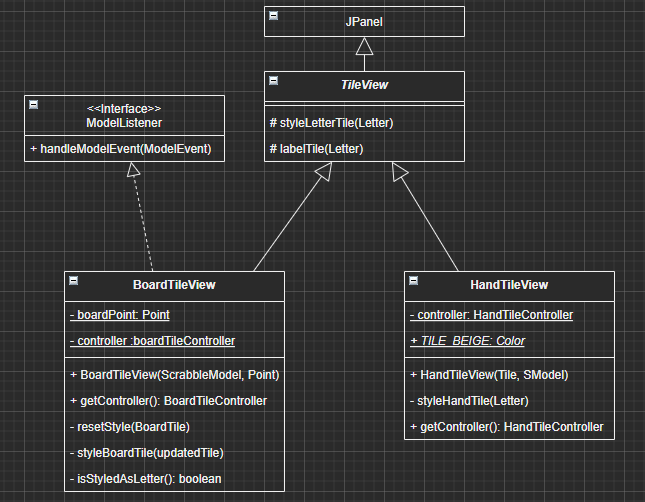 JPanel
TileView
# styleLetterTile(Letter)
# labelTile(Letter)
<<Interface>>
ModelListener
+ handleModelEvent(ModelEvent)
BoardTileView
- boardPoint: Point
- controller :boardTileController
+ BoardTileView(ScrabbleModel, Point)
+ getController(): BoardTileController
- resetStyle(BoardTile)
- styleBoardTile(updatedTile)
- isStyledAsLetter(): boolean
HandTileView
- controller: HandTileController
+ TILE_BEIGE: Color
+ HandTileView(Tile, SModel)
- styleHandTile(Letter)
+ getController(): HandTileController